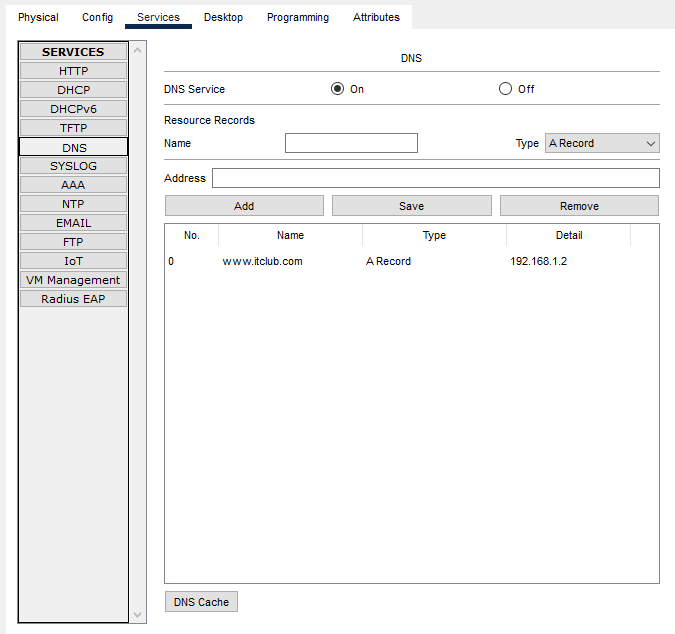 Physical Config Services Desktop Programming Attributes
SERVICES
HTTP
DHCP
DHCPv6
TFTP
DNS
SYSLOG
AAA
NTP
EMAIL
FTP
IoT
VM Management
Radius EAP
DNS
DNS Service On Off
Resource Records
Name Type A Record
Address
Add Save Remove
No. Name Type Detail
0 www.itclub.com A Record 192.168.1.2
DNS Cache